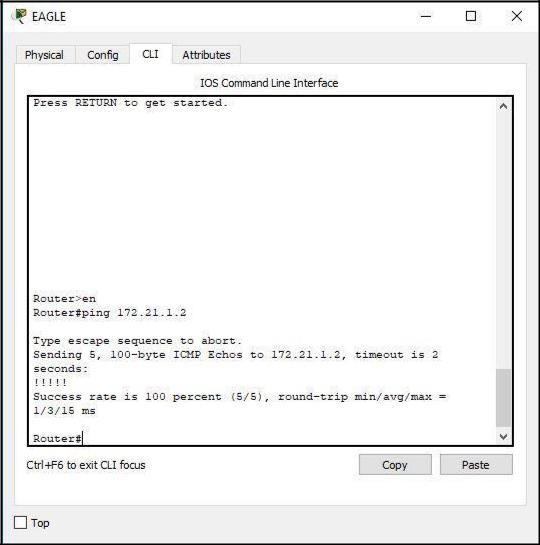 EAGLE
Physical Config CLI Attributes
IOS Command Line Interface
Press RETURN to get started.
Router>en
Router#ping 172.21.1.2
Type escape sequence to abort.
Sending 5, 100-byte ICMP Echos to 172.21.1.2, timeout is 2
seconds:
!!!!!
Success rate is 100 percent (5/5), round-trip min/avg/max =
1/3/15 ms
Router#
Ctrl+F6 to exit CLI focus
Copy Paste
Top